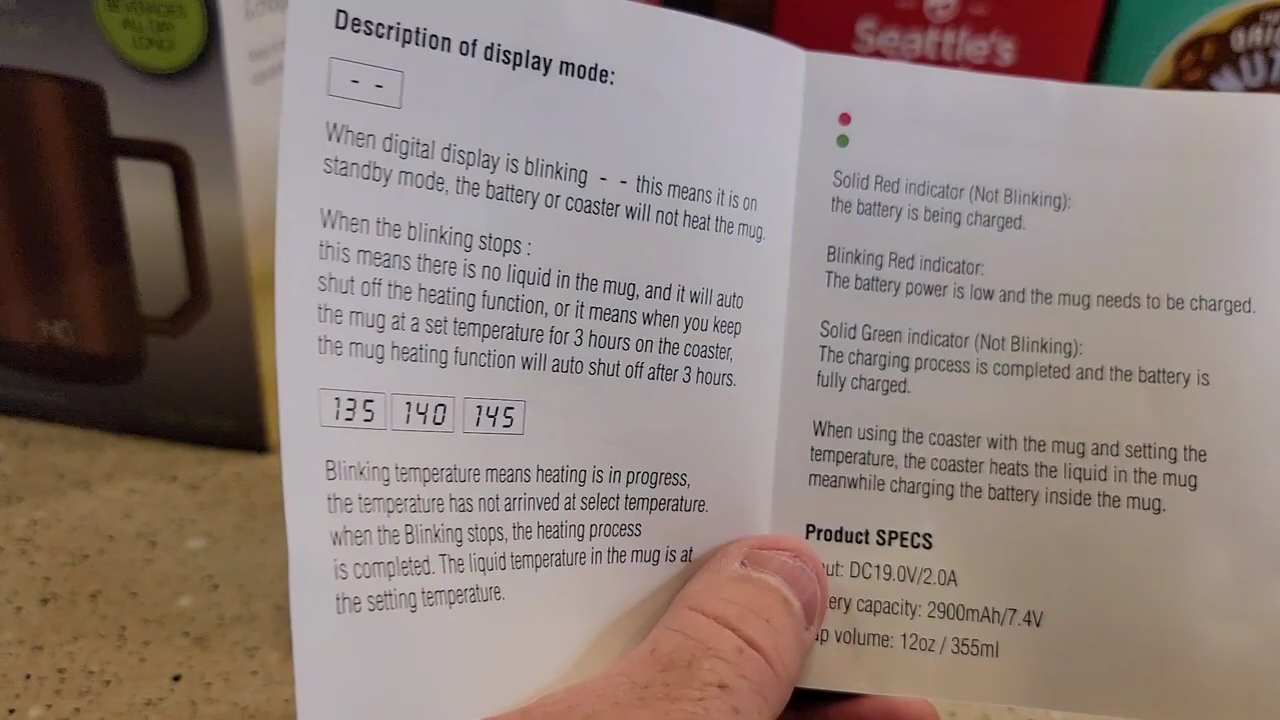 BEVERAGES
ALL DAY
LONG!
Seattle's
Description of display mode:
- -
When digital display is blinking - - this means it is on
standby mode, the battery or coaster will not heat the mug.
When the blinking stops :
this means there is no liquid in the mug, and it will auto
shut off the heating function, or it means when you keep
the mug at a set temperature for 3 hours on the coaster,
the mug heating function will auto shut off after 3 hours.
135 140 145
Blinking temperature means heating is in progress,
the temperature has not arrinved at select temperature.
when the Blinking stops, the heating process
is completed. The liquid temperature in the mug is at
the setting temperature.
Solid Red indicator (Not Blinking):
the battery is being charged.
Blinking Red indicator:
The battery power is low and the mug needs to be charged.
Solid Green indicator (Not Blinking):
The charging process is completed and the battery is
fully charged.
When using the coaster with the mug and setting the
temperature, the coaster heats the liquid in the mug
meanwhile charging the battery inside the mug.
Product SPECS
ut: DC19.0V/2.0A
ery capacity: 2900mAh/7.4V
p volume: 12oz / 355ml